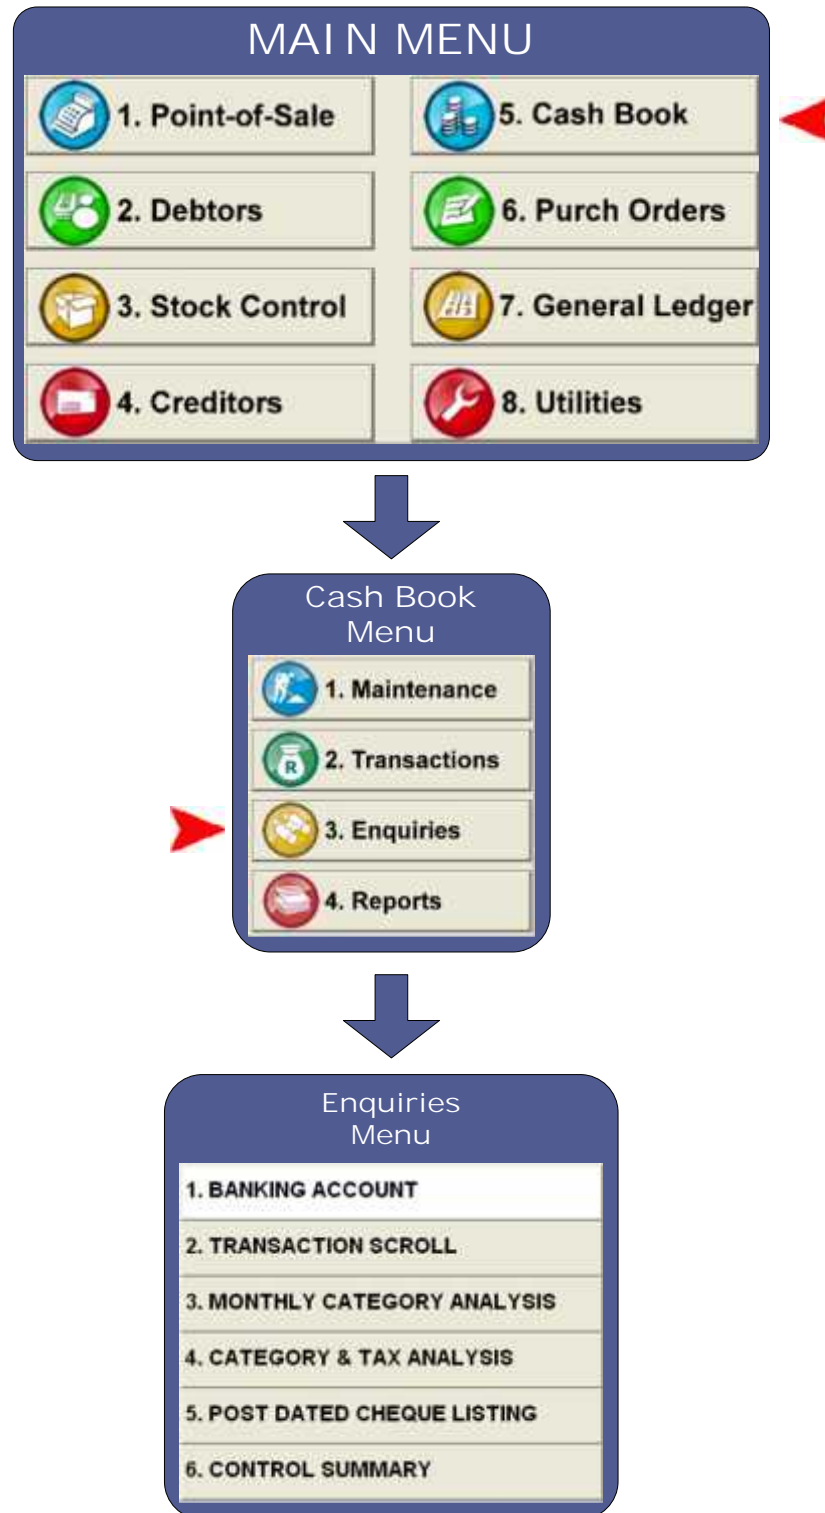 MAIN MENU
1. Point-of-Sale
5. Cash Book
2. Debtors
6. Purch Orders
3. Stock Control
7. General Ledger
4. Creditors
8. Utilities
Cash Book
Menu
1. Maintenance
R
2. Transactions
3. Enquiries
4. Reports
Enquiries
Menu
1. BANKING ACCOUNT
2. TRANSACTION SCROLL
3. MONTHLY CATEGORY ANALYSIS
4. CATEGORY & TAX ANALYSIS
5. POST DATED CHEQUE LISTING
6. CONTROL SUMMARY